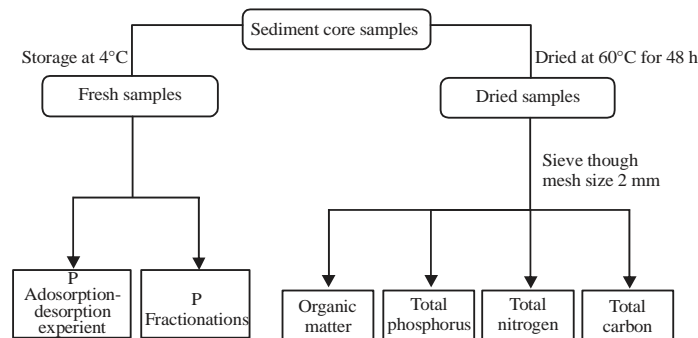 Sediment core samples
Storage at 4°C
Dried at 60°C for 48 h
Fresh samples
Dried samples
Sieve though
mesh size 2 mm
P
Adosorption-
desorption
experient
P
Fractionations
Organic
matter
Total
phosphorus
Total
nitrogen
Total
carbon